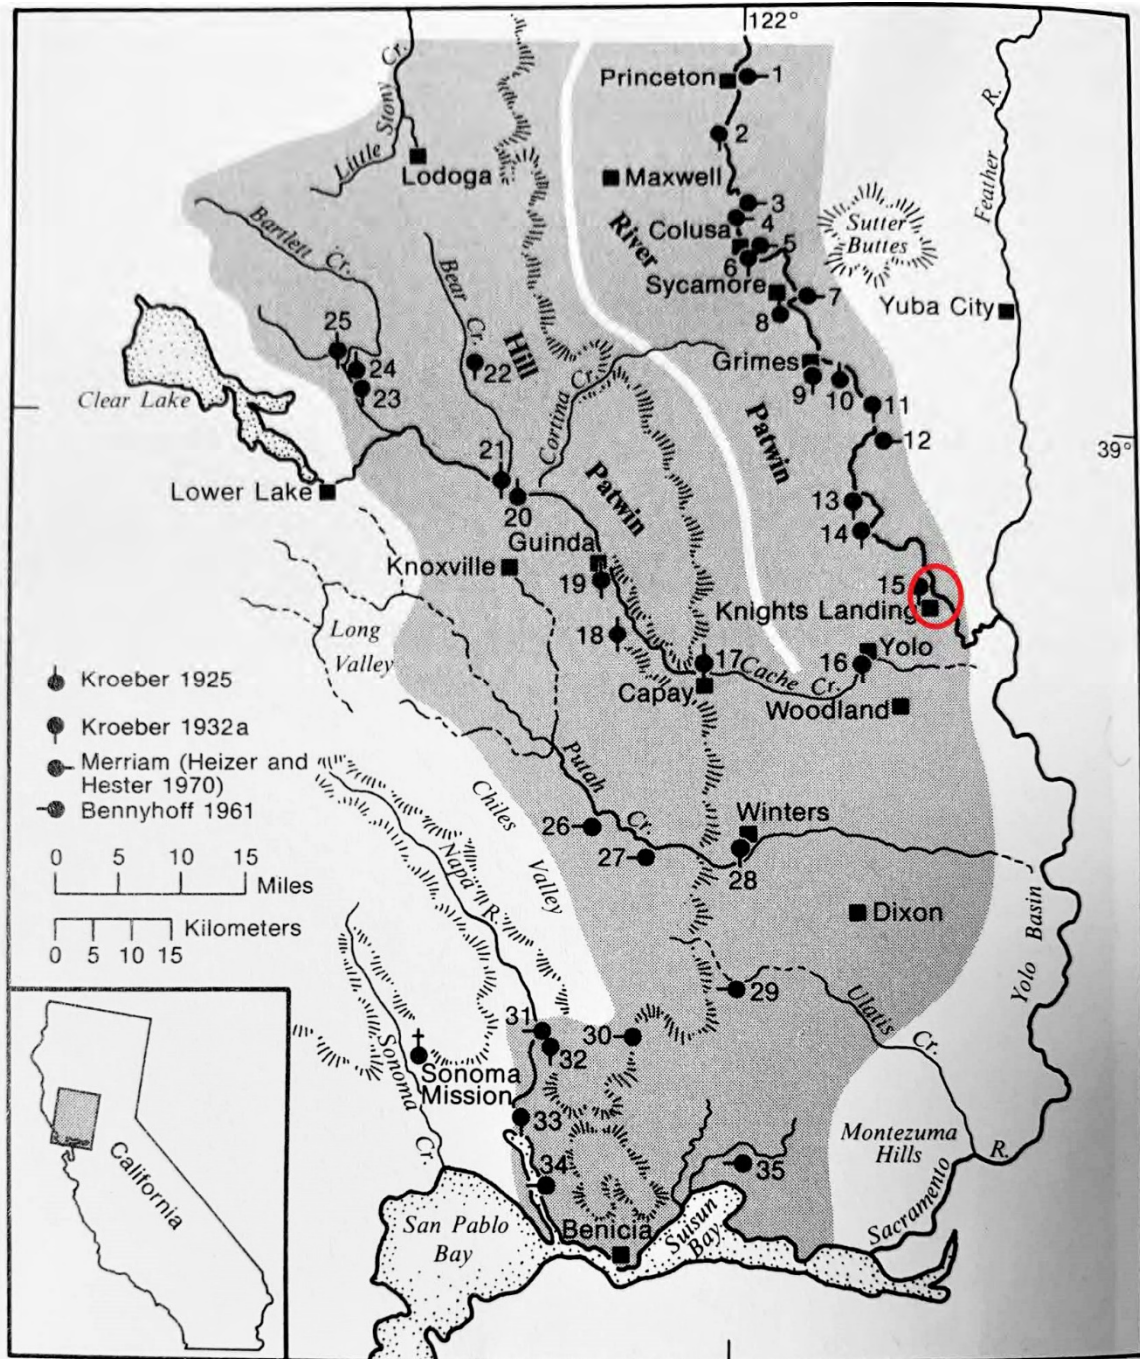 122°
Princeton
1
2
Little Stony Cr.
Lodoga
Maxwell
3
4
Colusa
5
6
River
Sutter
Buttes
Feather R.
Bartlett Cr.
Bear Cr.
Sycamore
7
8
Yuba City
25
24
23
22
Hill
Clear Lake
Grimes
9
10
11
12
39°
Cortina Cr.
Patwin
Patwin
Lower Lake
21
20
13
14
Guinda
Knoxville
19
15
Knights Landing
18
Long
Valley
17
Capay
Cache Cr.
16
Yolo
Woodland
Kroeber 1925
Kroeber 1932a
Merriam (Heizer and
Hester 1970)
Bennyhoff 1961
0 5 10 15 Miles
Kilometers
0 5 10 15
Putah Cr.
Chiles
Valley
Napa R.
26
27
Winters
28
Dixon
Yolo Basin
29
Ulatis Cr.
31
30
32
Sonoma
Mission
Sonoma Cr.
33
34
35
Montezuma
Hills
Sacramento R.
San Pablo
Bay
Benicia
Suisun
Bay
California